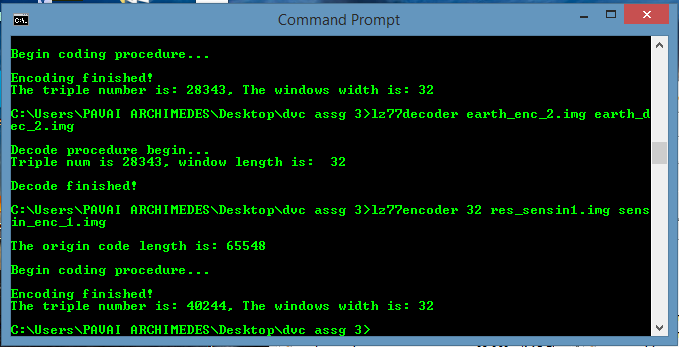 Command Prompt
Begin coding procedure...
Encoding finished!
The triple number is: 28343, The windows width is: 32
C:\Users\PAVAI ARCHIMEDES\Desktop\dvc assg 3>lz77decoder earth_enc_2.img earth_d
ec_2.img
Decode procedure begin...
Triple num is 28343, window length is:  32
Decode finished!
C:\Users\PAVAI ARCHIMEDES\Desktop\dvc assg 3>lz77encoder 32 res_sensin1.img sens
in_enc_1.img
The origin code length is: 65548
Begin coding procedure...
Encoding finished!
The triple number is: 40244, The windows width is: 32
C:\Users\PAVAI ARCHIMEDES\Desktop\dvc assg 3>